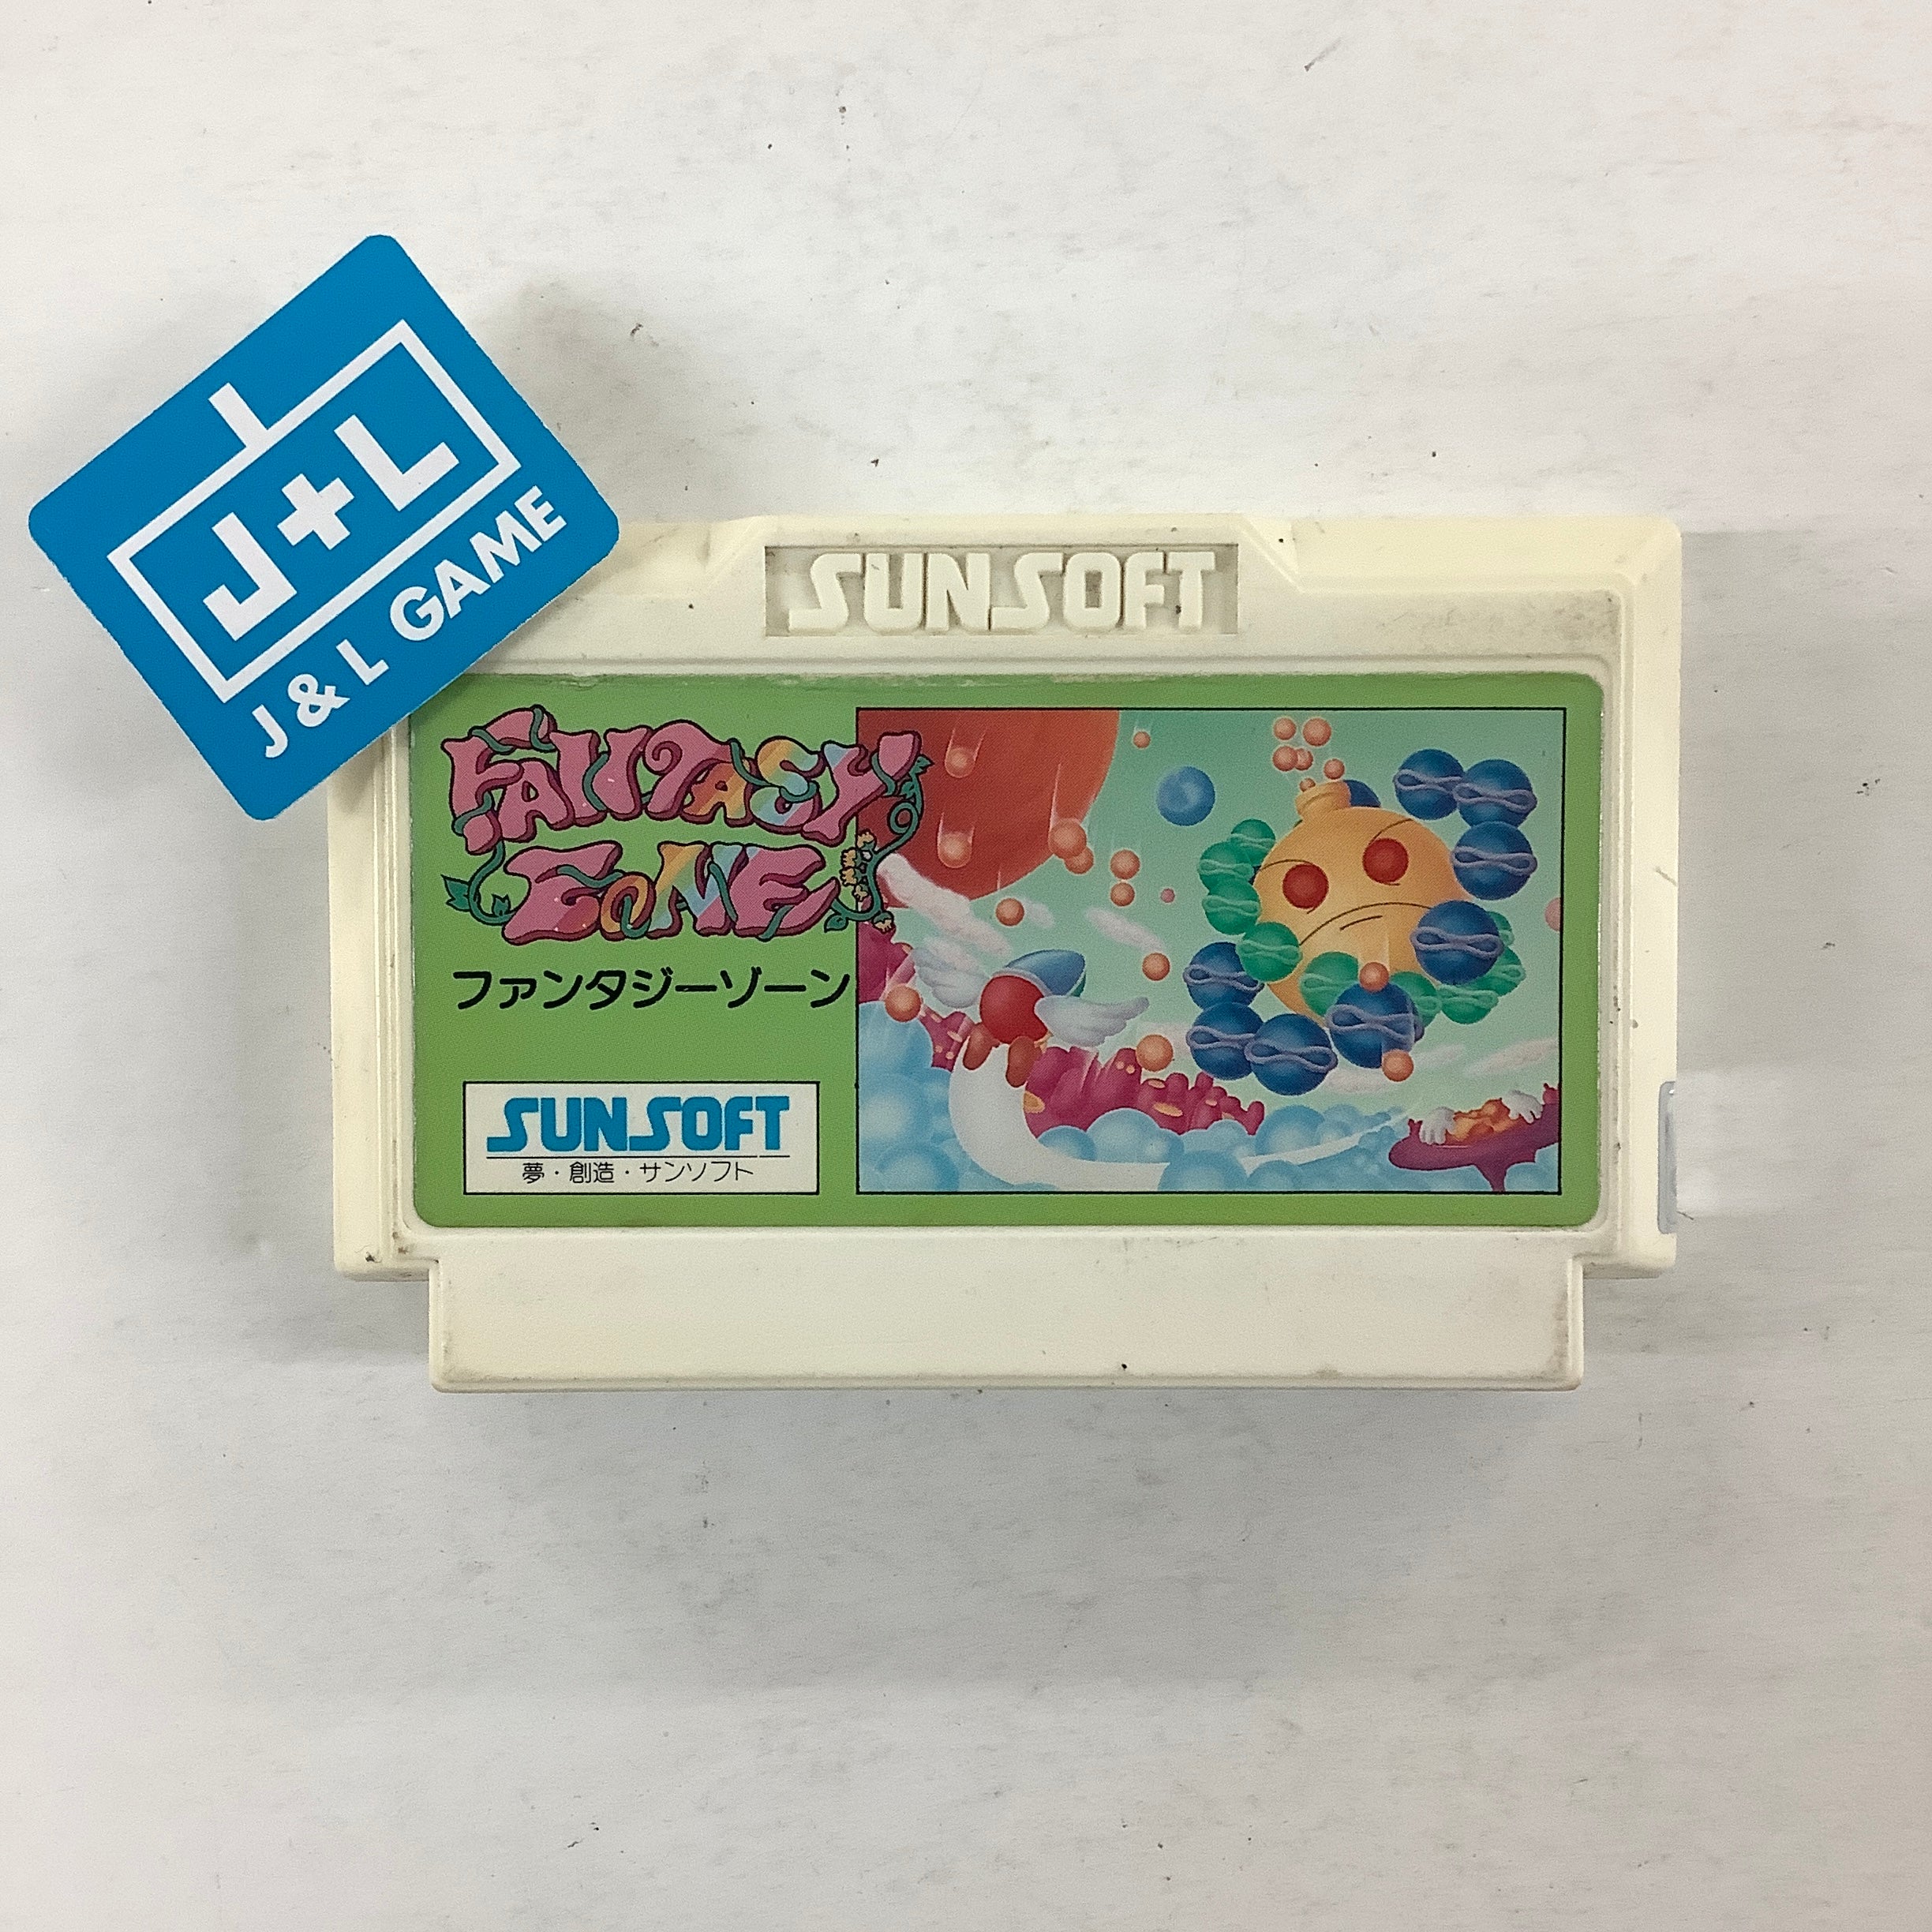 J+L
J & L GAME
SUNSOFT
FANTASY
ZONE
ファンタジーゾーン
SUNSOFT
夢・創造・サンソフト